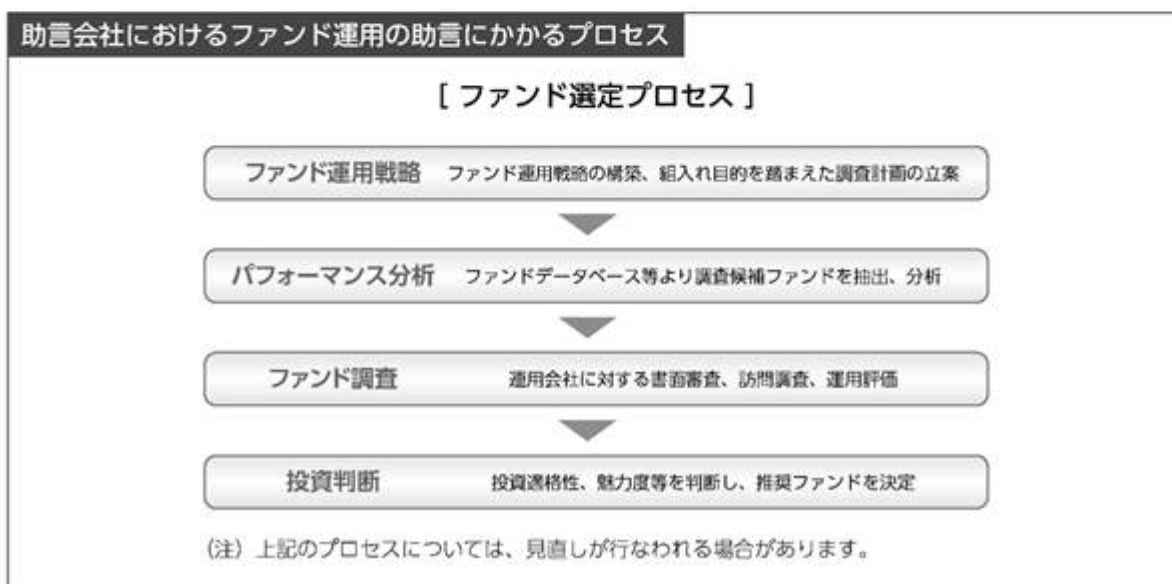 助言会社におけるファンド運用の助言にかかるプロセス
[ ファンド選定プロセス ]
ファンド運用戦略 ファンド運用戦略の構築、組入れ目的を踏まえた調査計画の立案
パフォーマンス分析 ファンドデータベース等より調査候補ファンドを抽出、分析
ファンド調査 運用会社に対する書面審査、訪問調査、運用評価
投資判断 投資適格性、魅力度等を判断し、推奨ファンドを決定
（注）上記のプロセスについては、見直しが行なわれる場合があります。